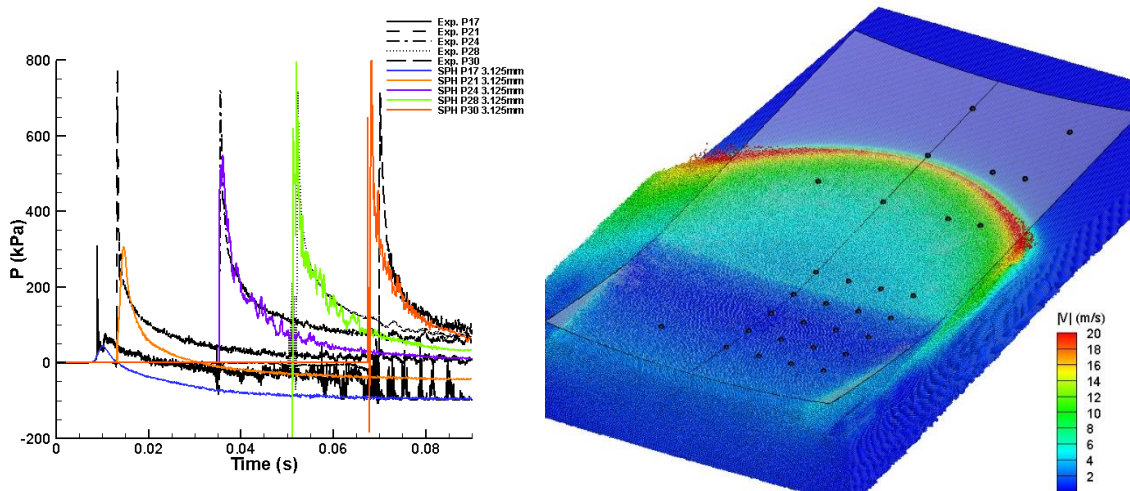 Exp. P17
Exp. P21
Exp. P24
Exp. P28
Exp. P30
SPH P17 3.125mm
SPH P21 3.125mm
SPH P24 3.125mm
SPH P28 3.125mm
SPH P30 3.125mm
P (kPa)
800
600
400
200
0
-200
0 0.02 0.04 0.06 0.08
Time (s)
|V| (m/s)
20
18
16
14
12
10
8
6
4
2